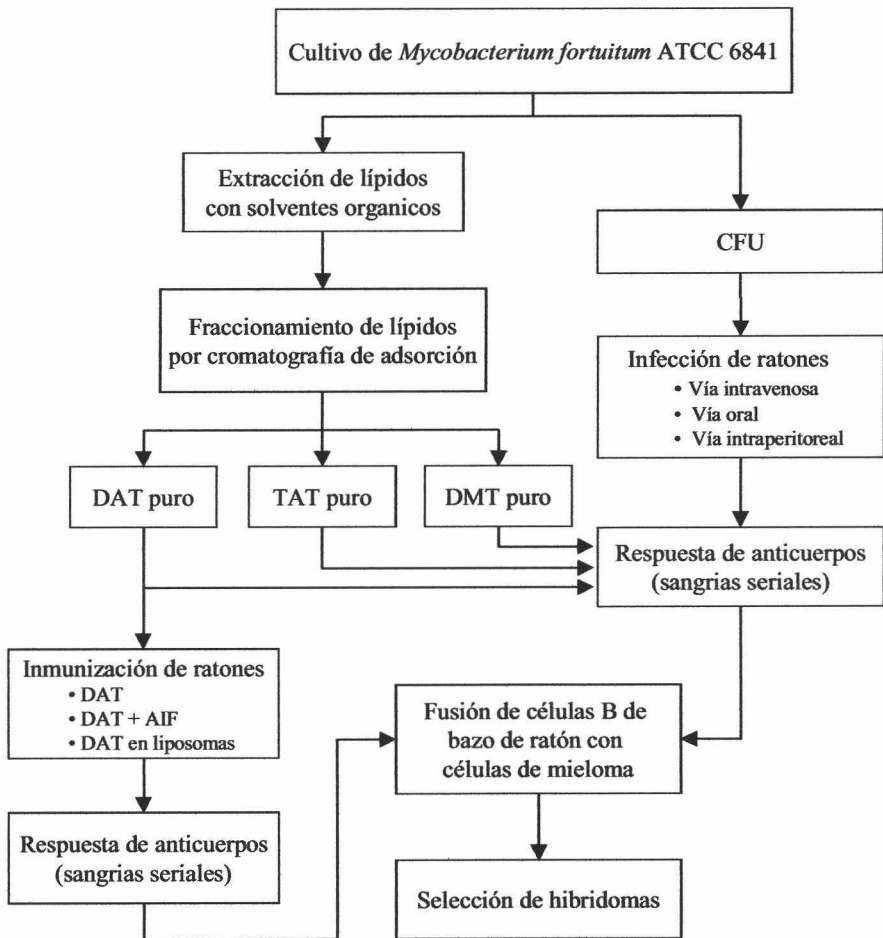 Cultivo de Mycobacterium fortuitum ATCC 6841
Extracción de lípidos
con solventes organicos
CFU
Fraccionamiento de lípidos
por cromatografía de adsorción
Infección de ratones
• Vía intravenosa
• Vía oral
• Vía intraperitoreal
DAT puro
TAT puro
DMT puro
Respuesta de anticuerpos
(sangrias seriales)
Inmunización de ratones
• DAT
• DAT + AIF
• DAT en liposomas
Fusión de células B de
bazo de ratón con
células de mieloma
Respuesta de anticuerpos
(sangrias seriales)
Selección de hibridomas